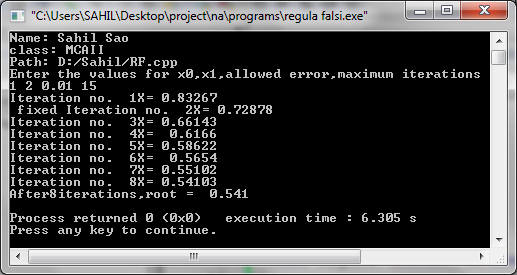 "C:\Users\SAHIL\Desktop\project\na\programs\regula falsi.exe"
Name: Sahil Sao
class: MCAII
Path: D:/Sahil/RF.cpp
Enter the values for x0,x1,allowed error,maximum iterations
1 2 0.01 15
Iteration no.  1X= 0.83267
 fixed Iteration no.  2X= 0.72878
Iteration no.  3X= 0.66143
Iteration no.  4X=  0.6166
Iteration no.  5X= 0.58622
Iteration no.  6X=  0.5654
Iteration no.  7X= 0.55102
Iteration no.  8X= 0.54103
After8iterations,root =  0.541
Process returned 0 (0x0)   execution time : 6.305 s
Press any key to continue.